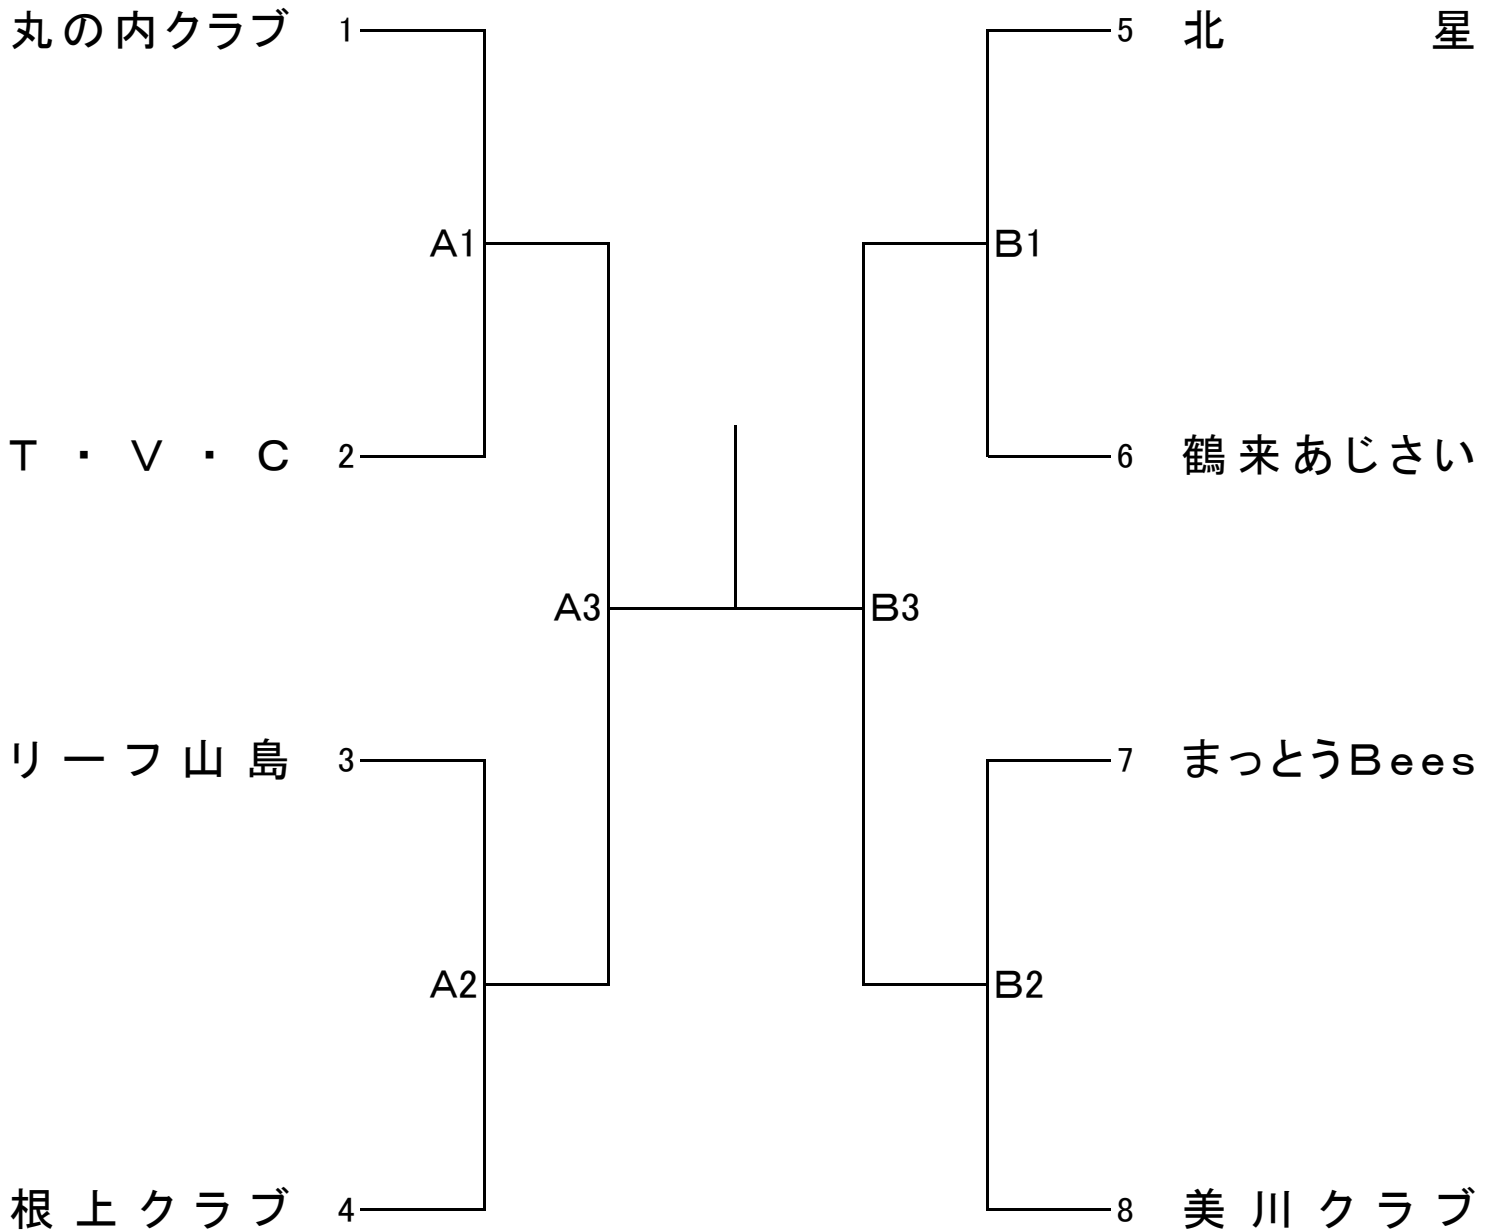 丸の内クラブ 1
5 北星
A1
B1
T・V・C 2
6 鶴来あじさい
A3
B3
リーフ山島 3
7 まっとうBees
A2
B2
根上クラブ 4
8 美川クラブ